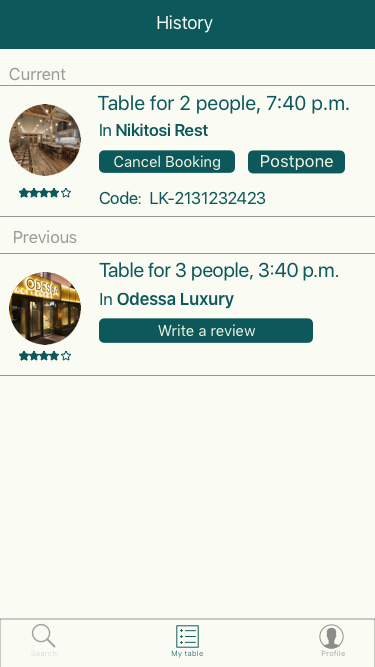 History
Current
Table for 2 people, 7:40 p.m.
In Nikitosi Rest
Cancel Booking
Postpone
Code: LK-2131232423
Previous
ODESSA
Table for 3 people, 3:40 p.m.
In Odessa Luxury
Write a review
Search
My table
Profile